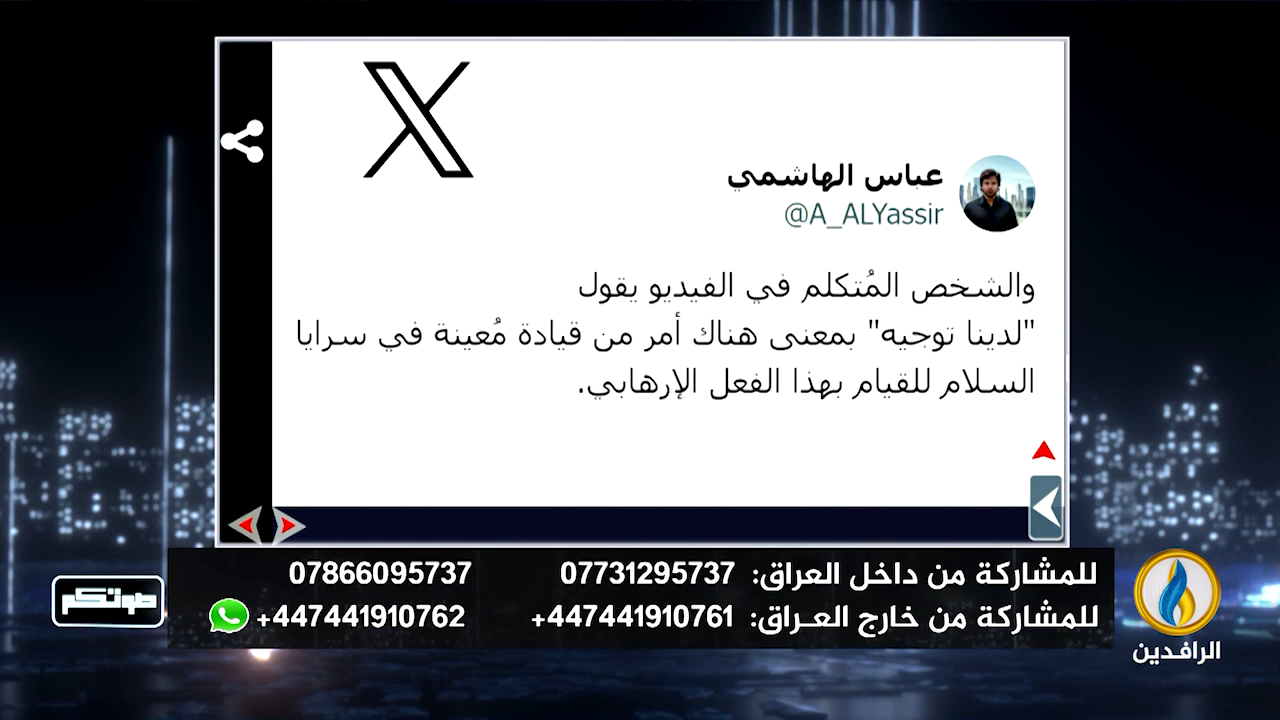 عباس الهاشمي
@A_ALYassir
والشخص المُتكلم في الفيديو يقول
"لدينا توجيه" بمعنى هناك أمر من قيادة مُعينة في سرايا
السلام للقيام بهذا الفعل الإرهابي.
للمشاركة من داخل العراق: 07731295737 07866095737
للمشاركة من خارج العـراق: 447441910761+ 447441910762+
صوتكم
الرافدين